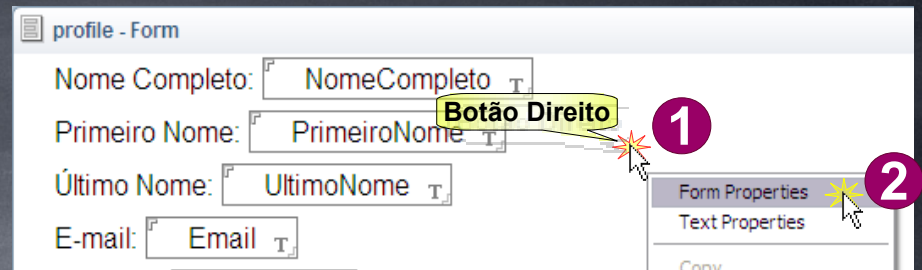 profile - Form
Nome Completo: NomeCompleto T
Botão Direito
1
Primeiro Nome: PrimeiroNome T
2
Form Properties
Último Nome: UltimoNome T
Text Properties
E-mail: Email T
Copy